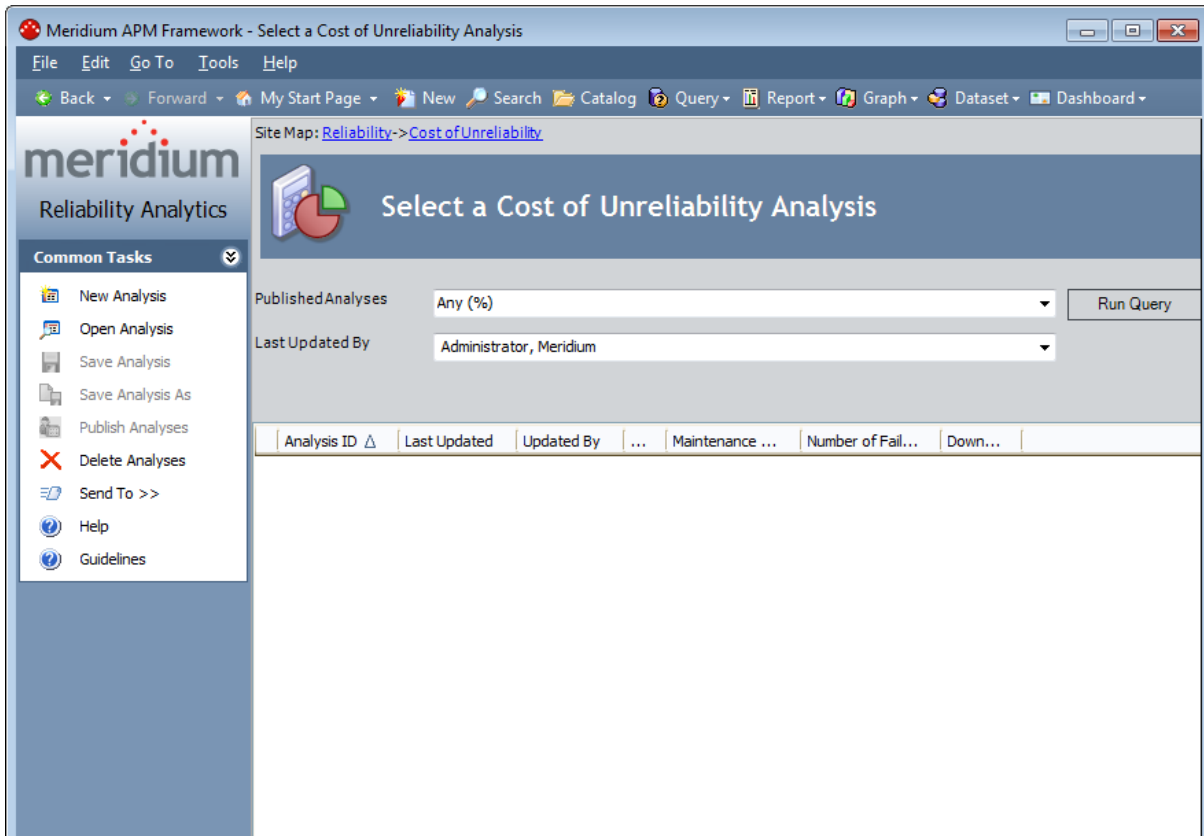 Meridium APM Framework - Select a Cost of Unreliability Analysis
File Edit Go To Tools Help
Back Forward My Start Page New Search Catalog Query Report Graph Dataset Dashboard
meridium
Reliability Analytics
Site Map: Reliability->Cost of Unreliability
Select a Cost of Unreliability Analysis
Common Tasks
New Analysis
Open Analysis
Save Analysis
Save Analysis As
Publish Analyses
Delete Analyses
Send To >>
Help
Guidelines
Published Analyses Any (%) Run Query
Last Updated By Administrator, Meridium
Analysis ID Last Updated Updated By ... Maintenance ... Number of Fail... Down...